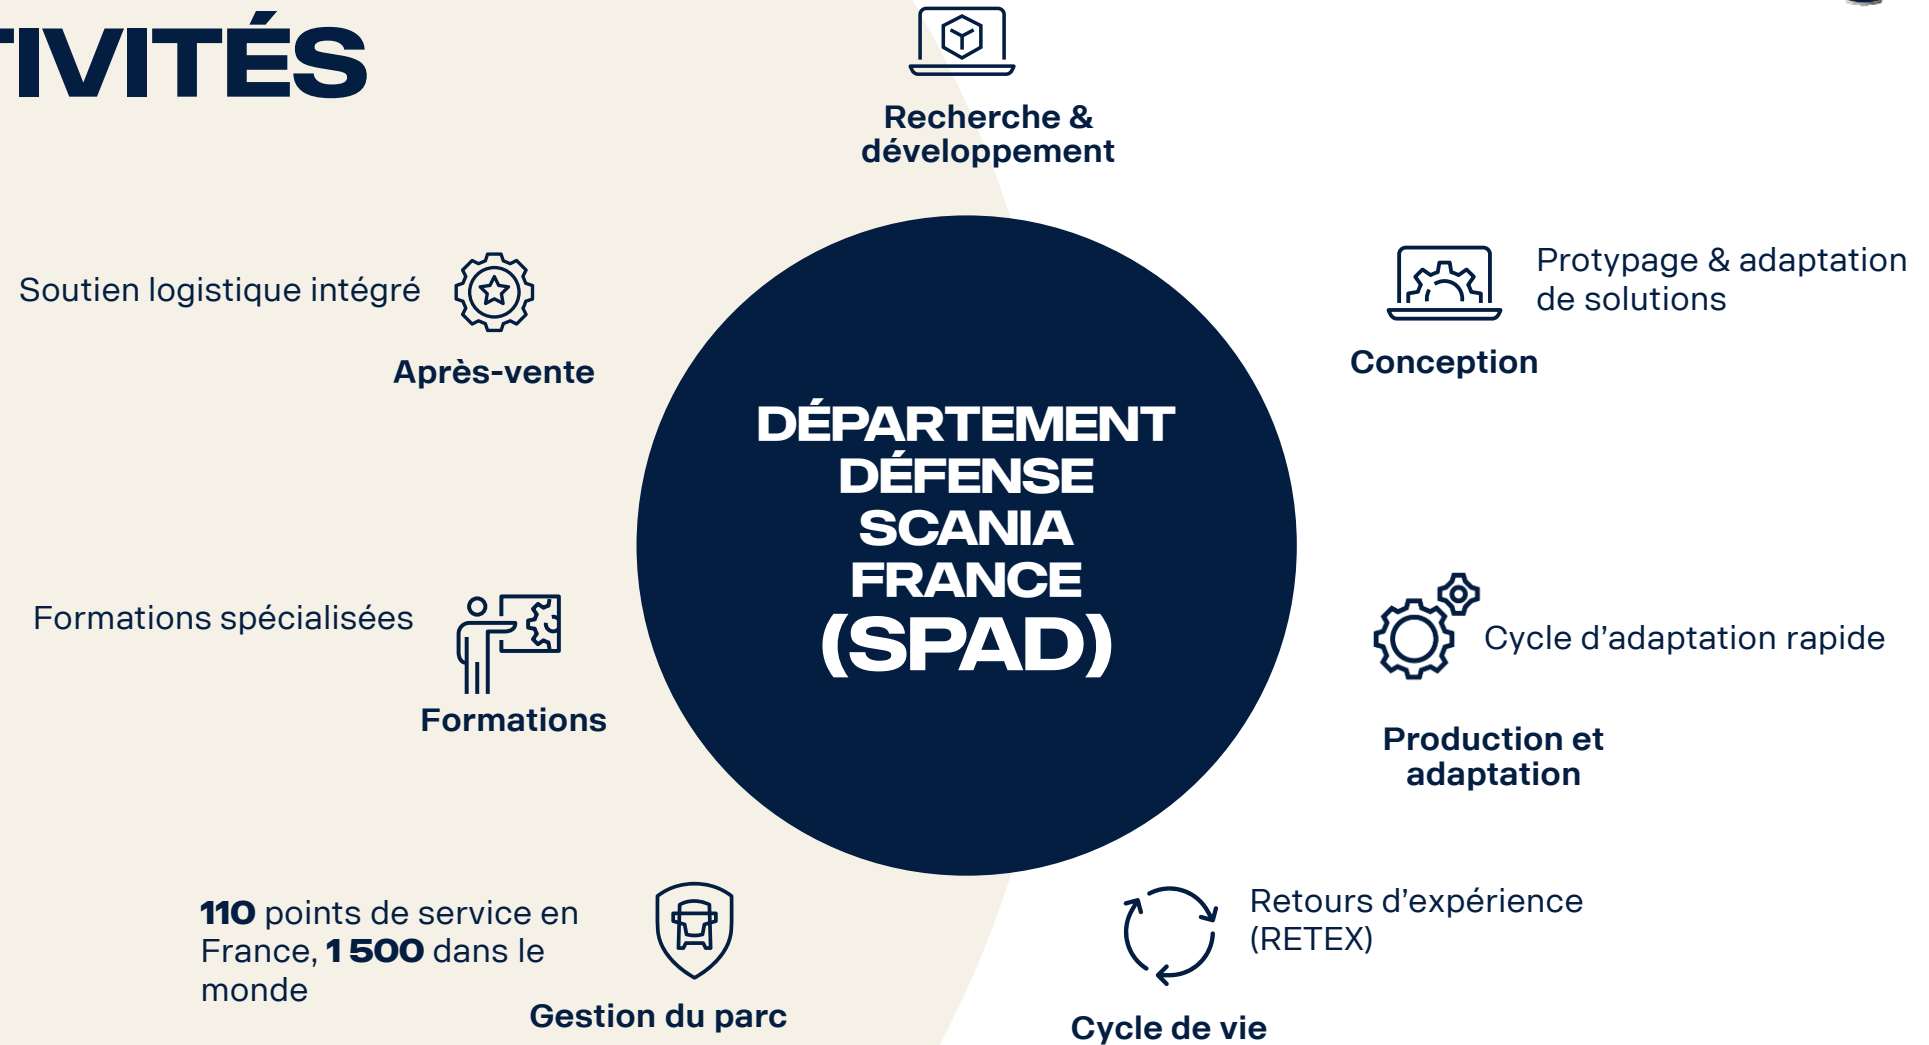 TIVITÉS
Recherche &
développement
Soutien logistique intégré
Après-vente
Protypage & adaptation
de solutions
Conception
DÉPARTEMENT
DÉFENSE
SCANIA
FRANCE
(SPAD)
Formations spécialisées
Formations
Cycle d’adaptation rapide
Production et
adaptation
110 points de service en
France, 1 500 dans le
monde
Gestion du parc
Retours d’expérience
(RETEX)
Cycle de vie